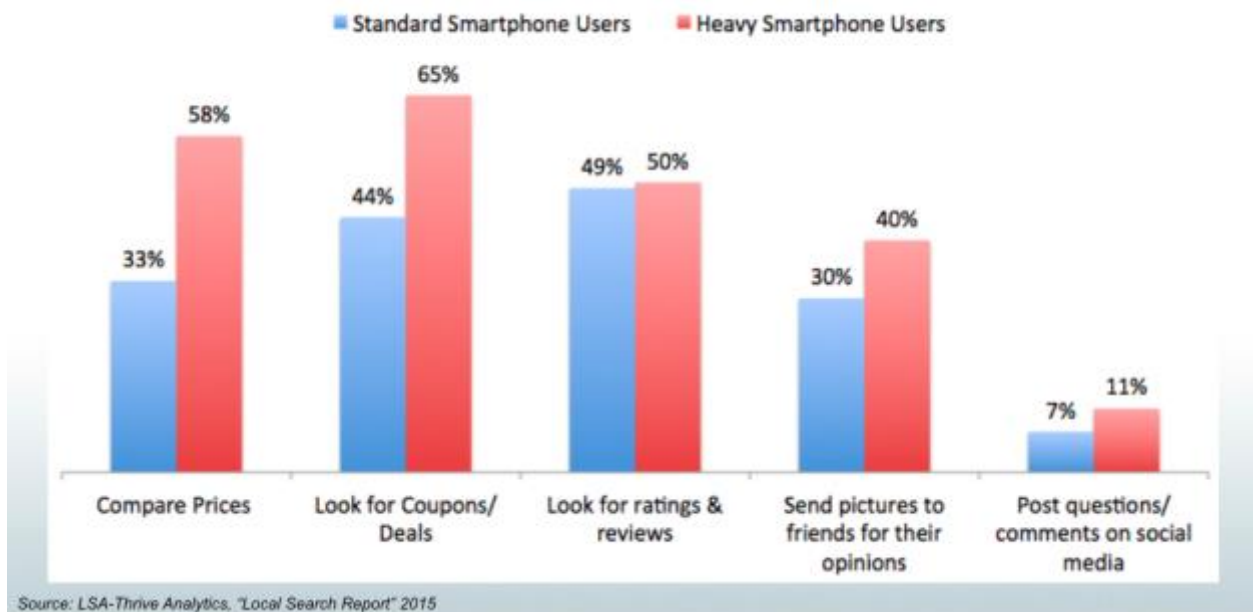 Standard Smartphone Users Heavy Smartphone Users
65%
58%
49% 50%
44%
40%
33%
30%
11%
7%
Compare Prices
Look for Coupons/
Deals
Look for ratings &
reviews
Send pictures to
friends for their
opinions
Post questions/
comments on social
media
Source: LSA-Thrive Analytics, "Local Search Report" 2015